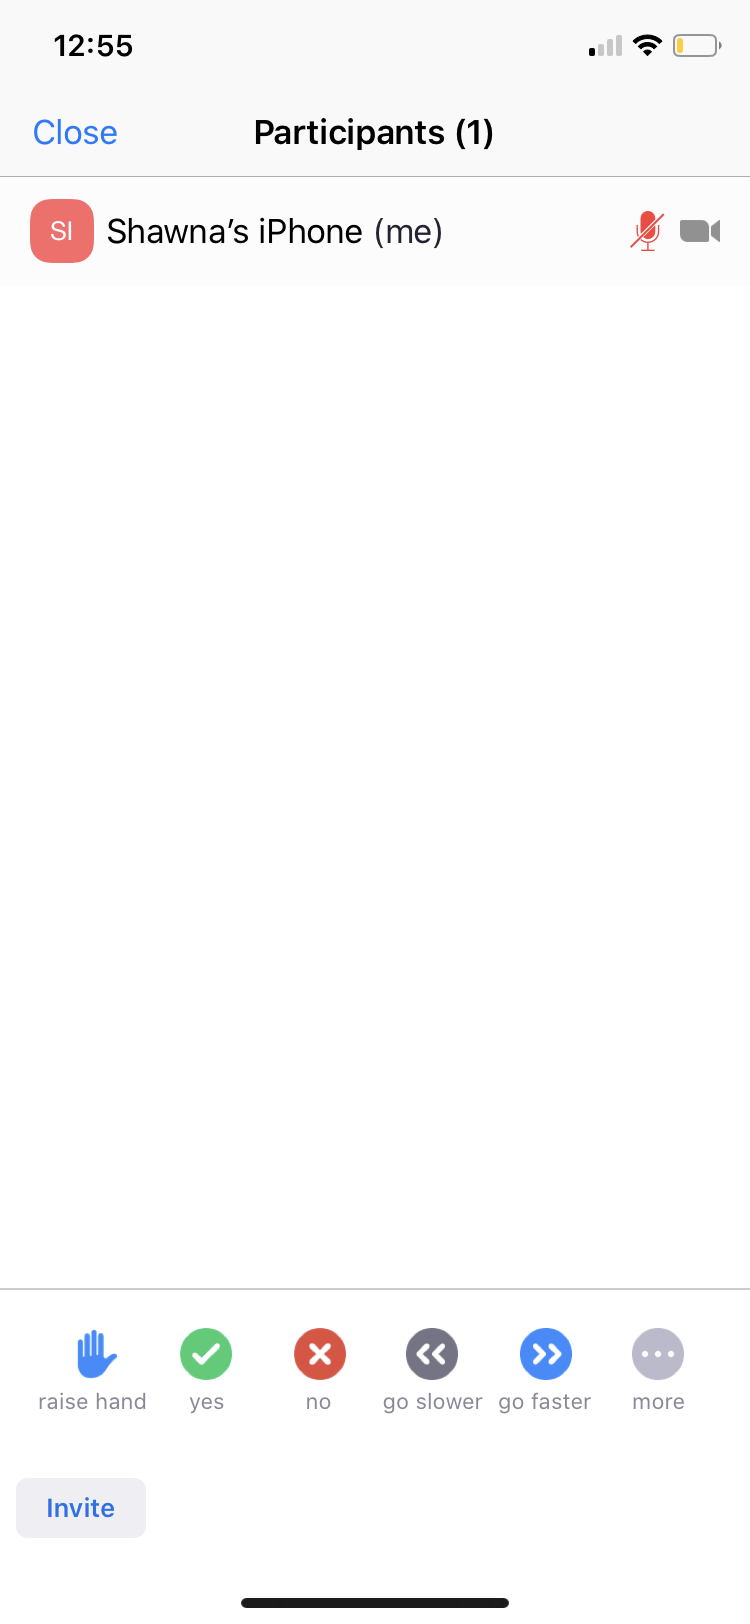 12:55
Close Participants (1)
SI Shawna’s iPhone (me)
raise hand yes no go slower go faster more
Invite